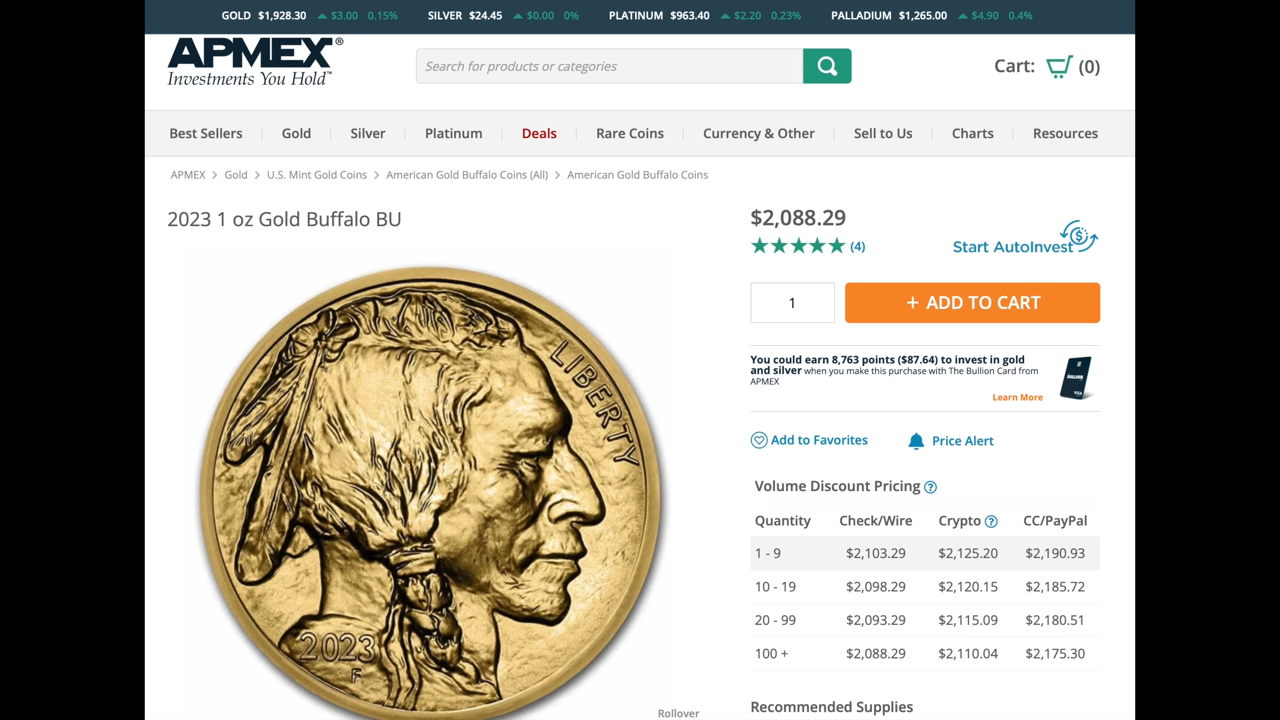 GOLD $1,928.30 ▲ $3.00 0.15% SILVER $24.45 ▲ $0.00 0% PLATINUM $963.40 ▲ $2.20 0.23% PALLADIUM $1,265.00 ▲ $4.90 0.4%
APMEX®
Investments You Hold™
Search for products or categories
Cart: (0)
Best Sellers Gold Silver Platinum Deals Rare Coins Currency & Other Sell to Us Charts Resources
APMEX > Gold > U.S. Mint Gold Coins > American Gold Buffalo Coins (All) > American Gold Buffalo Coins
2023 1 oz Gold Buffalo BU
LIBERTY
2023
F
Rollover
$2,088.29
★★★★★ (4)
Start AutoInvest
1
+ ADD TO CART
You could earn 8,763 points ($87.64) to invest in gold
and silver when you make this purchase with The Bullion Card from
APMEX
BULLION
VISA
Learn More
Add to Favorites
Price Alert
Volume Discount Pricing ?
Quantity Check/Wire Crypto ? CC/PayPal
1 - 9 $2,103.29 $2,125.20 $2,190.93
10 - 19 $2,098.29 $2,120.15 $2,185.72
20 - 99 $2,093.29 $2,115.09 $2,180.51
100 + $2,088.29 $2,110.04 $2,175.30
Recommended Supplies